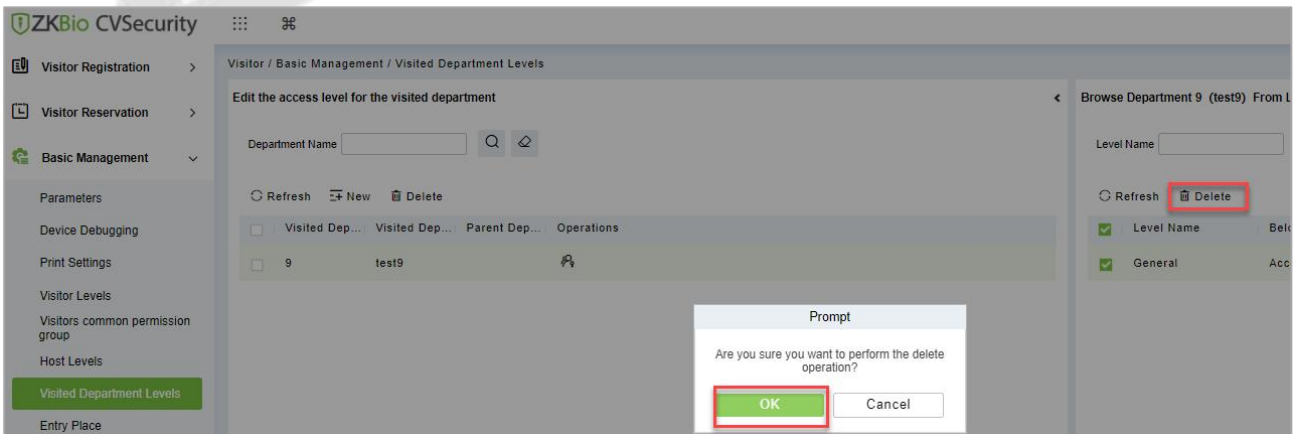 ZKBio CVSecurity
Visitor Registration
Visitor / Basic Management / Visited Department Levels
Edit the access level for the visited department
Browse Department 9 (test9) From
Visitor Reservation
Department Name
Level Name
Basic Management
Parameters
Refresh New Delete
Refresh Delete
Device Debugging
Visited Dep... Visited Dep... Parent Dep... Operations
Level Name
Print Settings
9 test9
General
Visitor Levels
Visitors common permission
group
Host Levels
Visited Department Levels
Entry Place
Prompt
Are you sure you want to perform the delete
operation?
OK Cancel